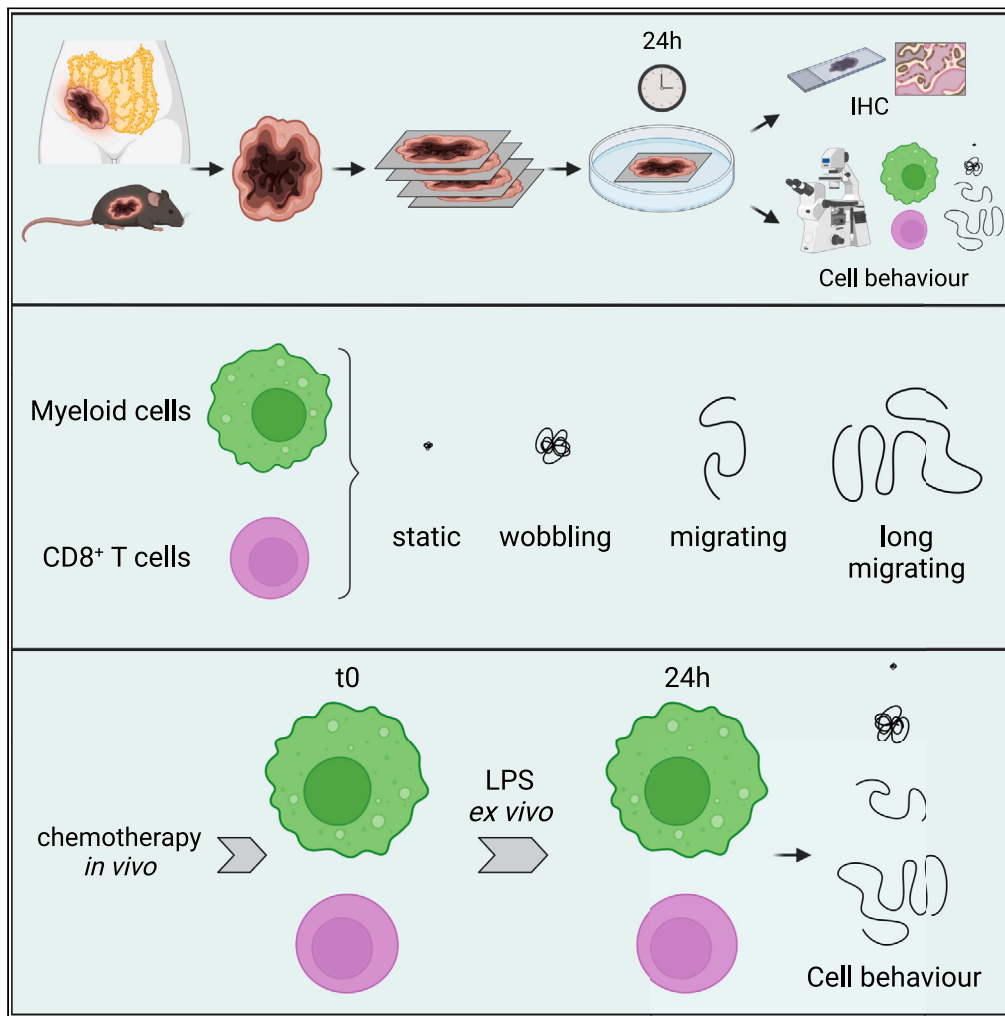 24h
IHC
Cell behaviour
Myeloid cells
CD8⁺ T cells
static
wobbling
migrating
long
migrating
t0
24h
LPS
ex vivo
chemotherapy
in vivo
Cell behaviour